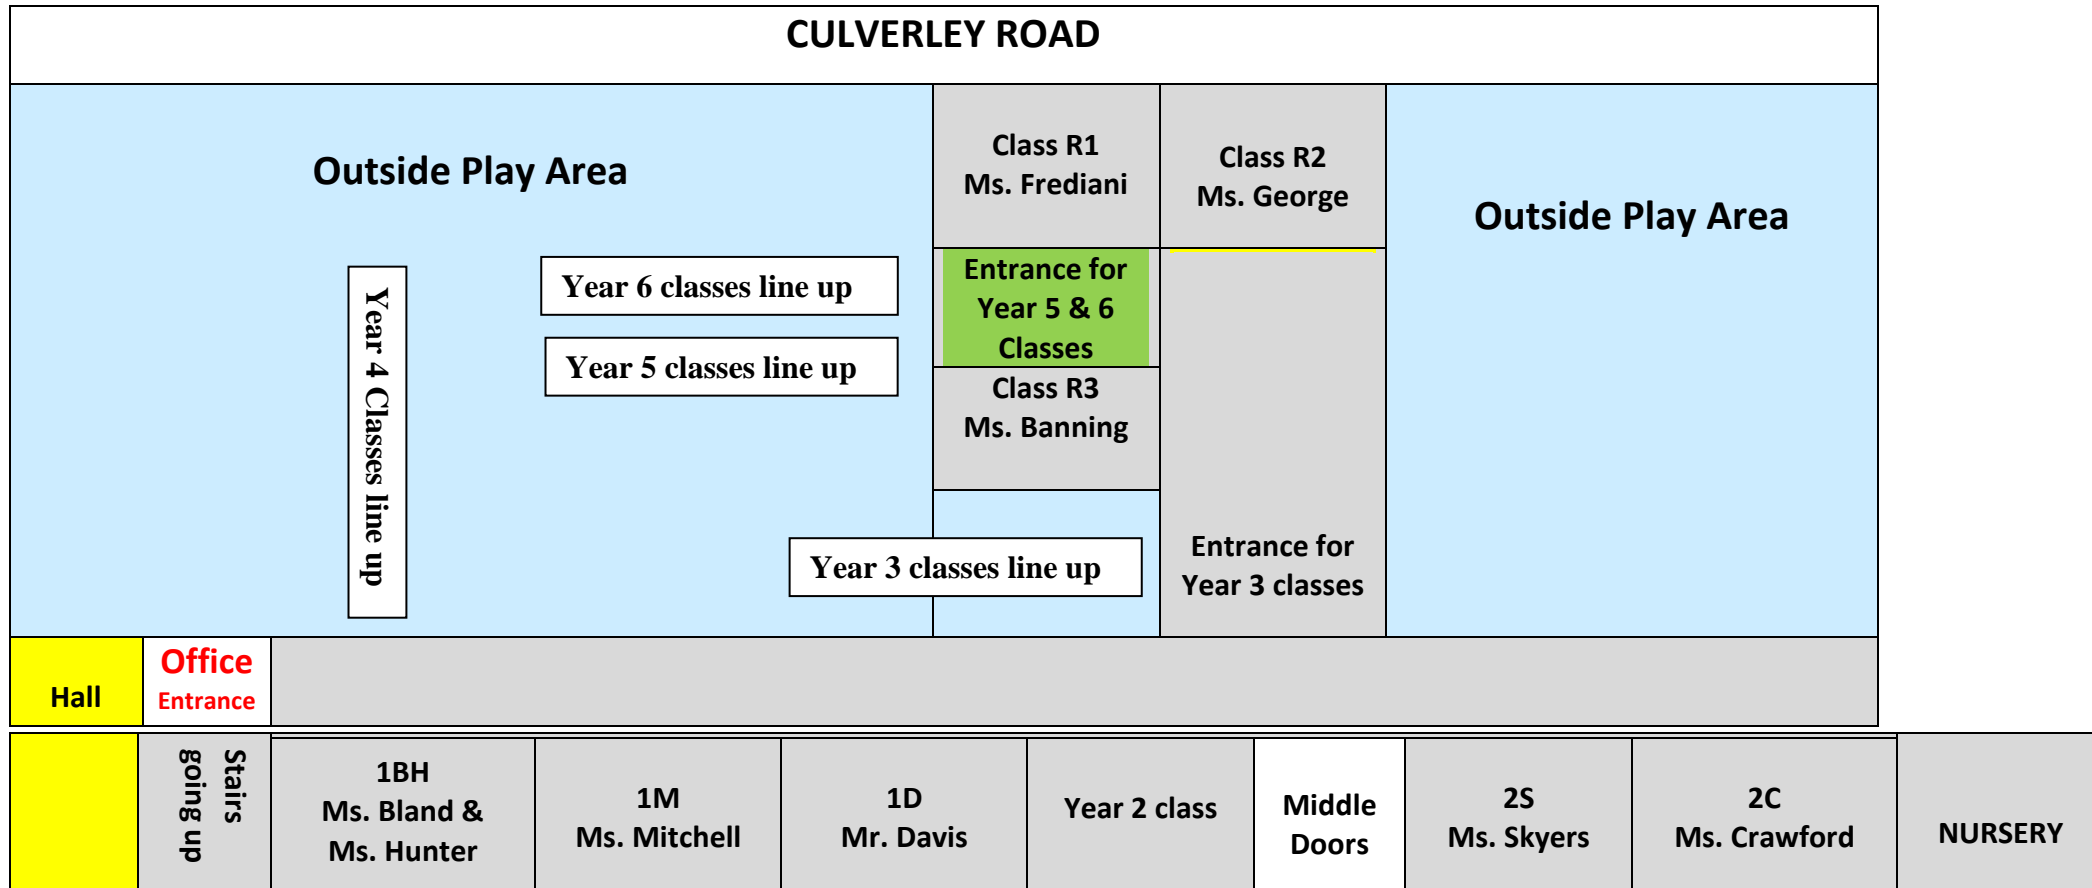 CULVERLEY ROAD
Outside Play Area
Class R1
Ms. Frediani
Class R2
Ms. George
Outside Play Area
Year 4 Classes line up
Year 6 classes line up
Year 5 classes line up
Entrance for
Year 5 & 6
Classes
Class R3
Ms. Banning
Year 3 classes line up
Entrance for
Year 3 classes
Hall
Office
Entrance
Stairs
going up
1BH
Ms. Bland &
Ms. Hunter
1M
Ms. Mitchell
1D
Mr. Davis
Year 2 class
Middle
Doors
2S
Ms. Skyers
2C
Ms. Crawford
NURSERY